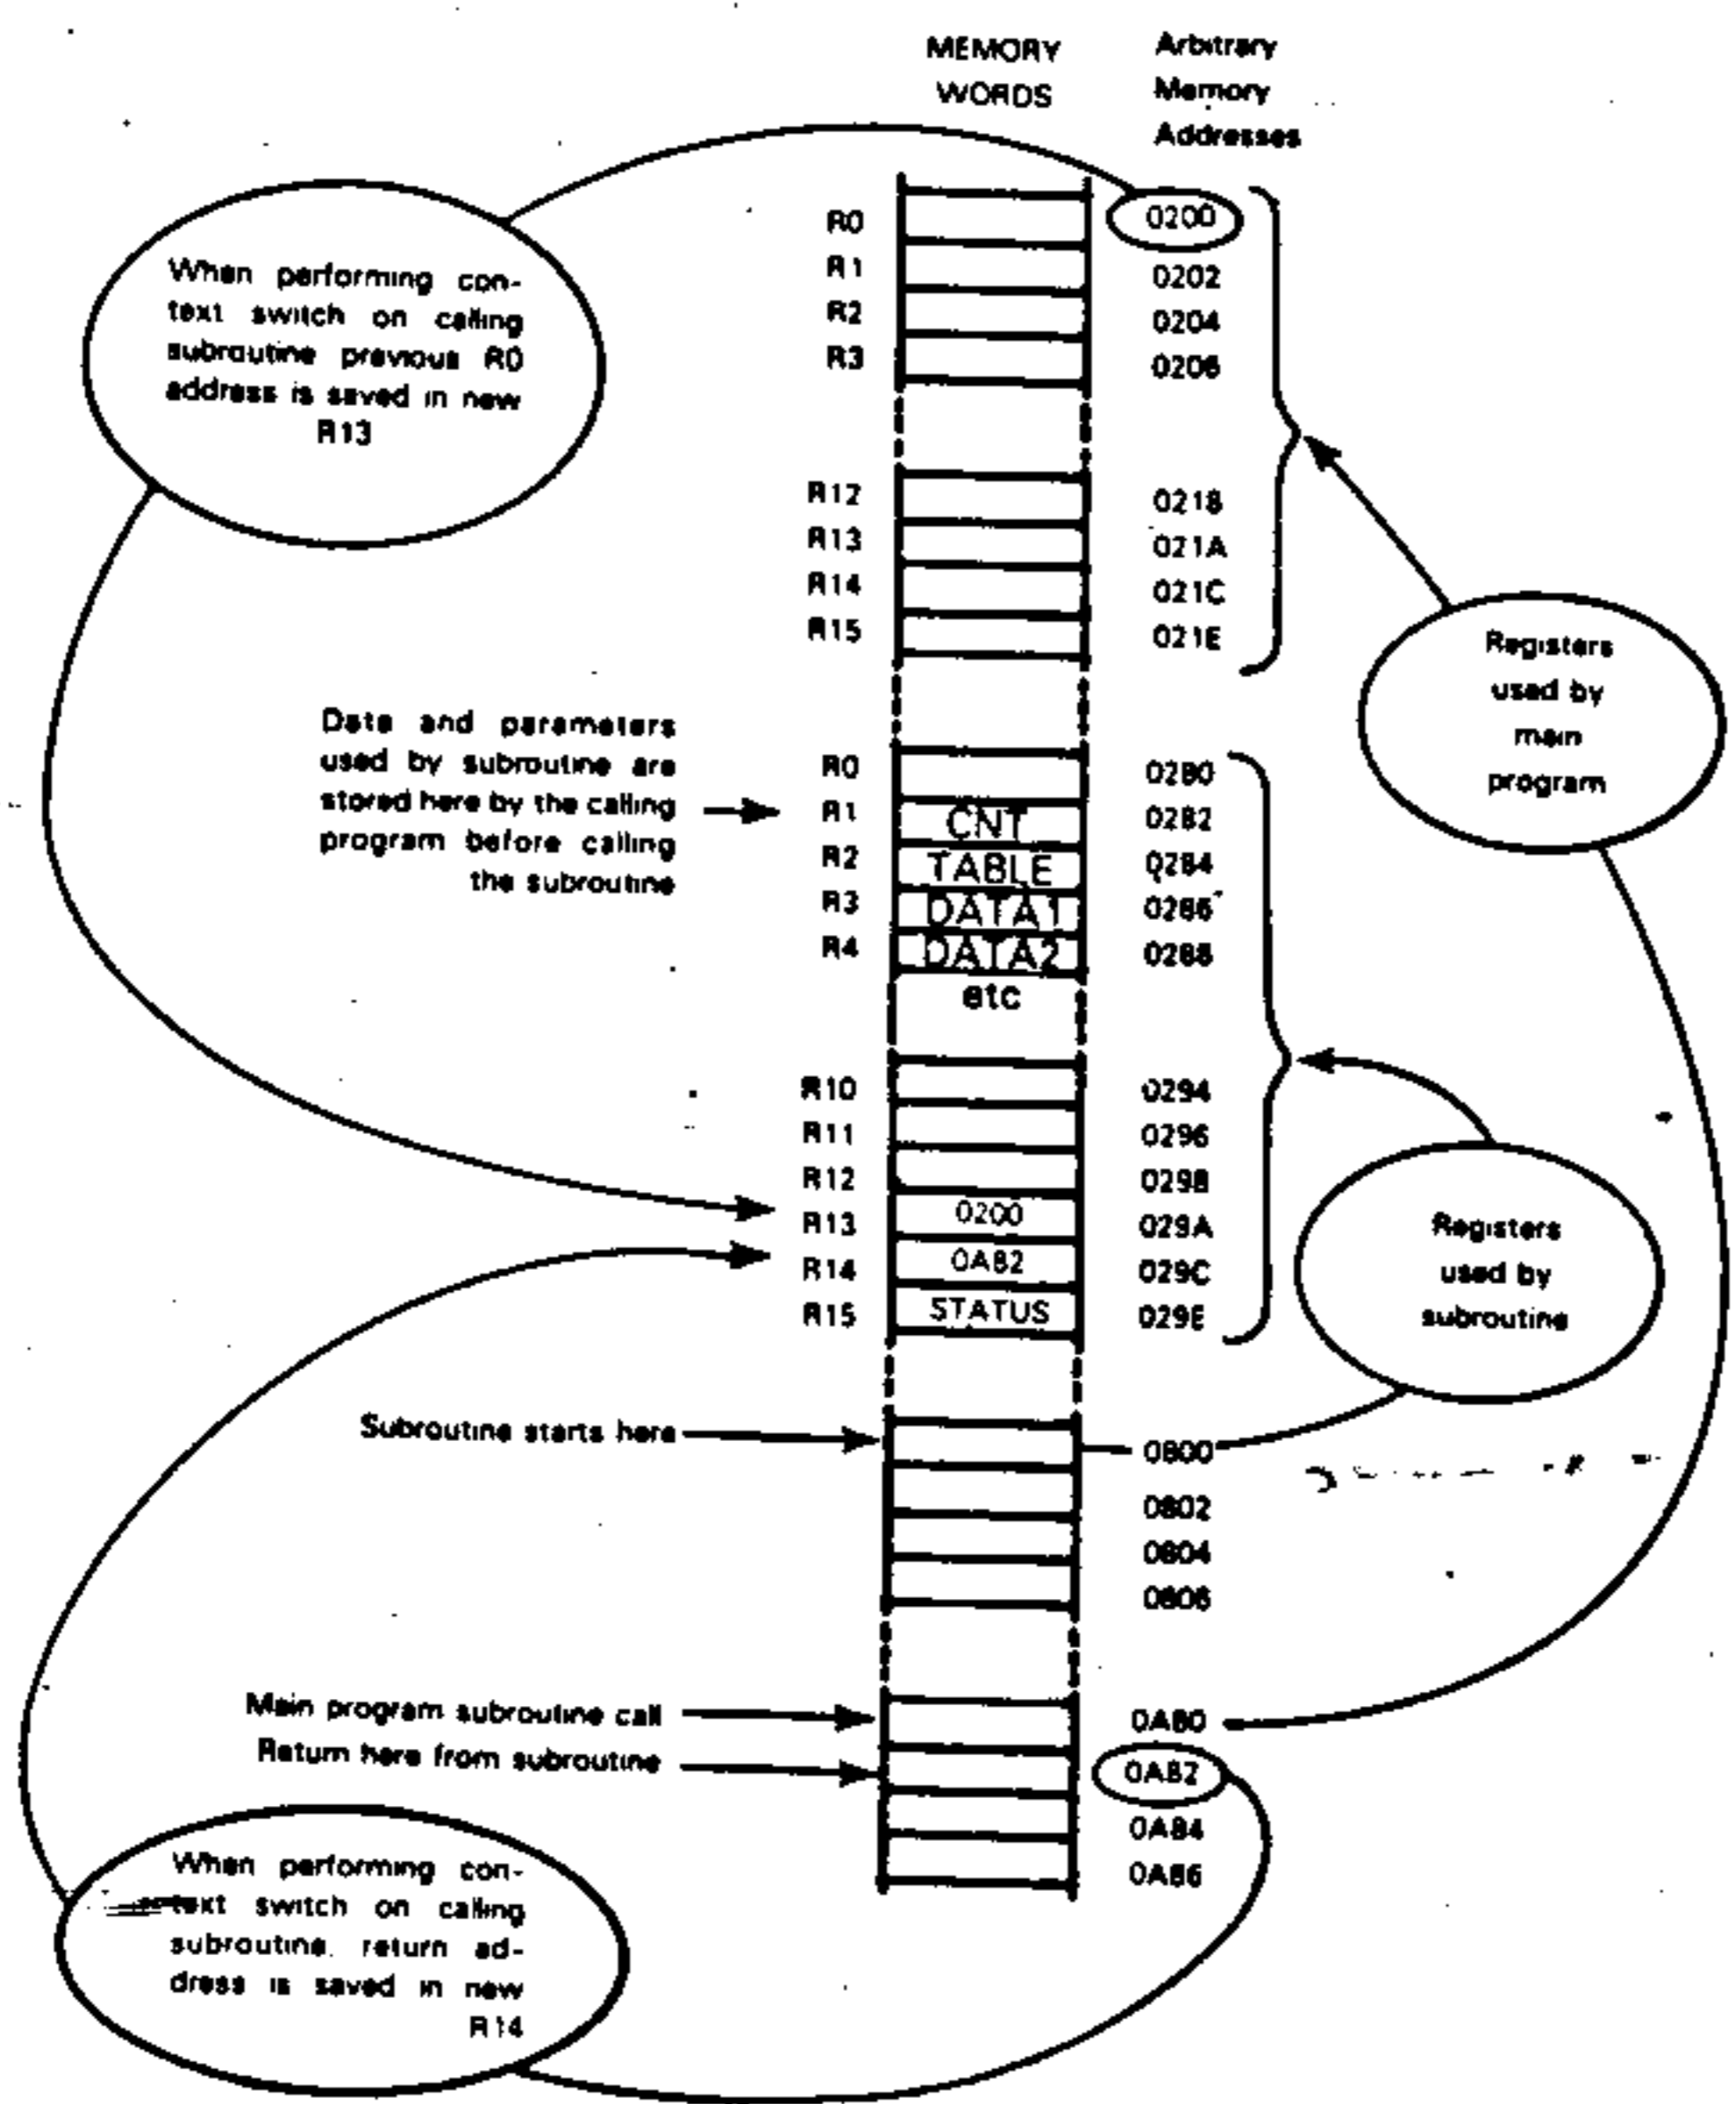 MEMORY
WORDS
Arbitrary
Memory
Addresses
When performing con-
text switch on calling
subroutine previous R0
address is saved in new
R13
R0 0200
R1 0202
R2 0204
R3 0206
R12 0218
R13 021A
R14 021C
R15 021E
Registers
used by
main
program
Data and parameters
used by subroutine are
stored here by the calling
program before calling
the subroutine
R0 0280
R1 CNT 0282
R2 TABLE 0284
R3 DATA1 0286
R4 DATA2 0288
etc
R10 0294
R11 0296
R12 0298
R13 0200 029A
R14 0AB2 029C
R15 STATUS 029E
Registers
used by
subroutine
Subroutine starts here 0800
0802
0804
0806
Main program subroutine call 0AB0
Return here from subroutine 0AB2
0AB4
0AB6
When performing con-
text switch on calling
subroutine, return ad-
dress is saved in new
R14